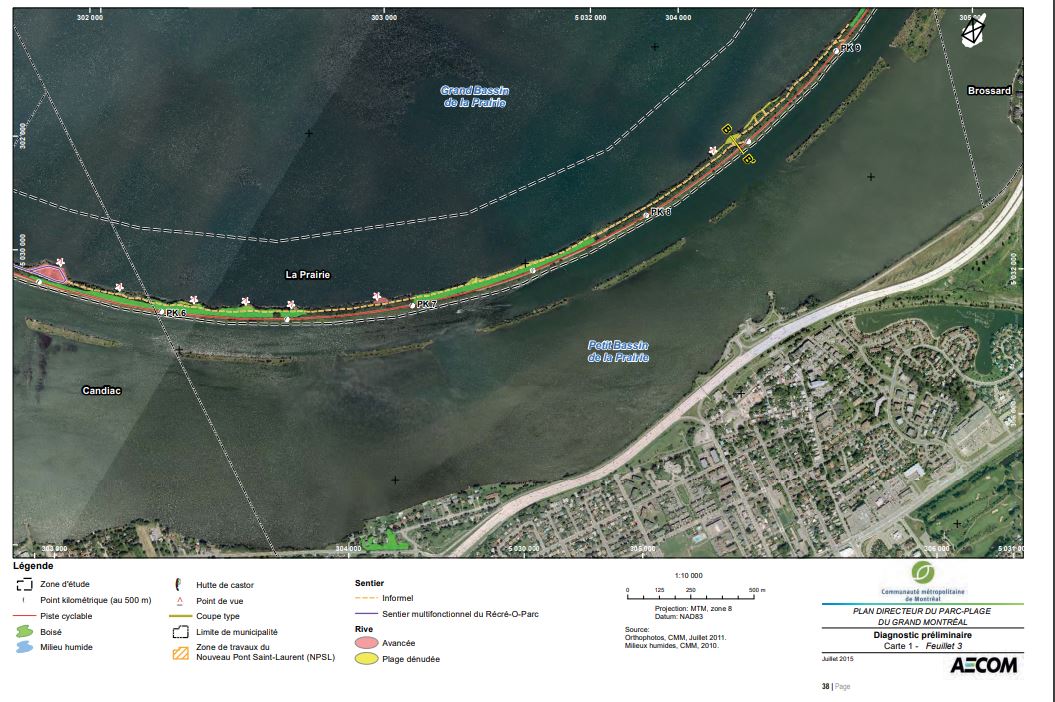 302 000
303 000
5 032 000
304 000
305
PK 9
Grand Bassin
de la Prairie
Brossard
302 000
B
B'
PK 8
5 030 000
La Prairie
5 032 000
PK 7
PK 6
Petit Bassin
de la Prairie
Candiac
303 000
304 000
5 030 000
305 000
306 000
5 031 0
Légende
Zone d'étude
Point kilométrique (au 500 m)
Piste cyclable
Boisé
Milieu humide
Hutte de castor
Point de vue
Coupe type
Limite de municipalité
Zone de travaux du
Nouveau Pont Saint-Laurent (NPSL)
Sentier
Informel
Sentier multifonctionnel du Récré-O-Parc
Rive
Avancée
Plage dénudée
1:10 000
0 125 250 500 m
Projection: MTM, zone 8
Datum: NAD83
Source:
Orthophotos, CMM, Juillet 2011.
Milieux humides, CMM, 2010.
Communauté métropolitaine
de Montréal
PLAN DIRECTEUR DU PARC-PLAGE
DU GRAND MONTRÉAL
Diagnostic préliminaire
Carte 1 - Feuillet 3
Juillet 2015
AECOM
38 | Page